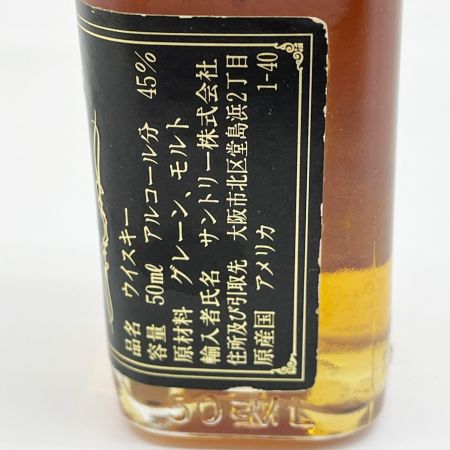 品名 ウイスキー
容量 50ml アルコール分 45%
原材料 グレーン、モルト
輸入者氏名 サントリー株式会社
住所及び引取先 大阪市北区堂島浜2丁目
1-40
原産国 アメリカ